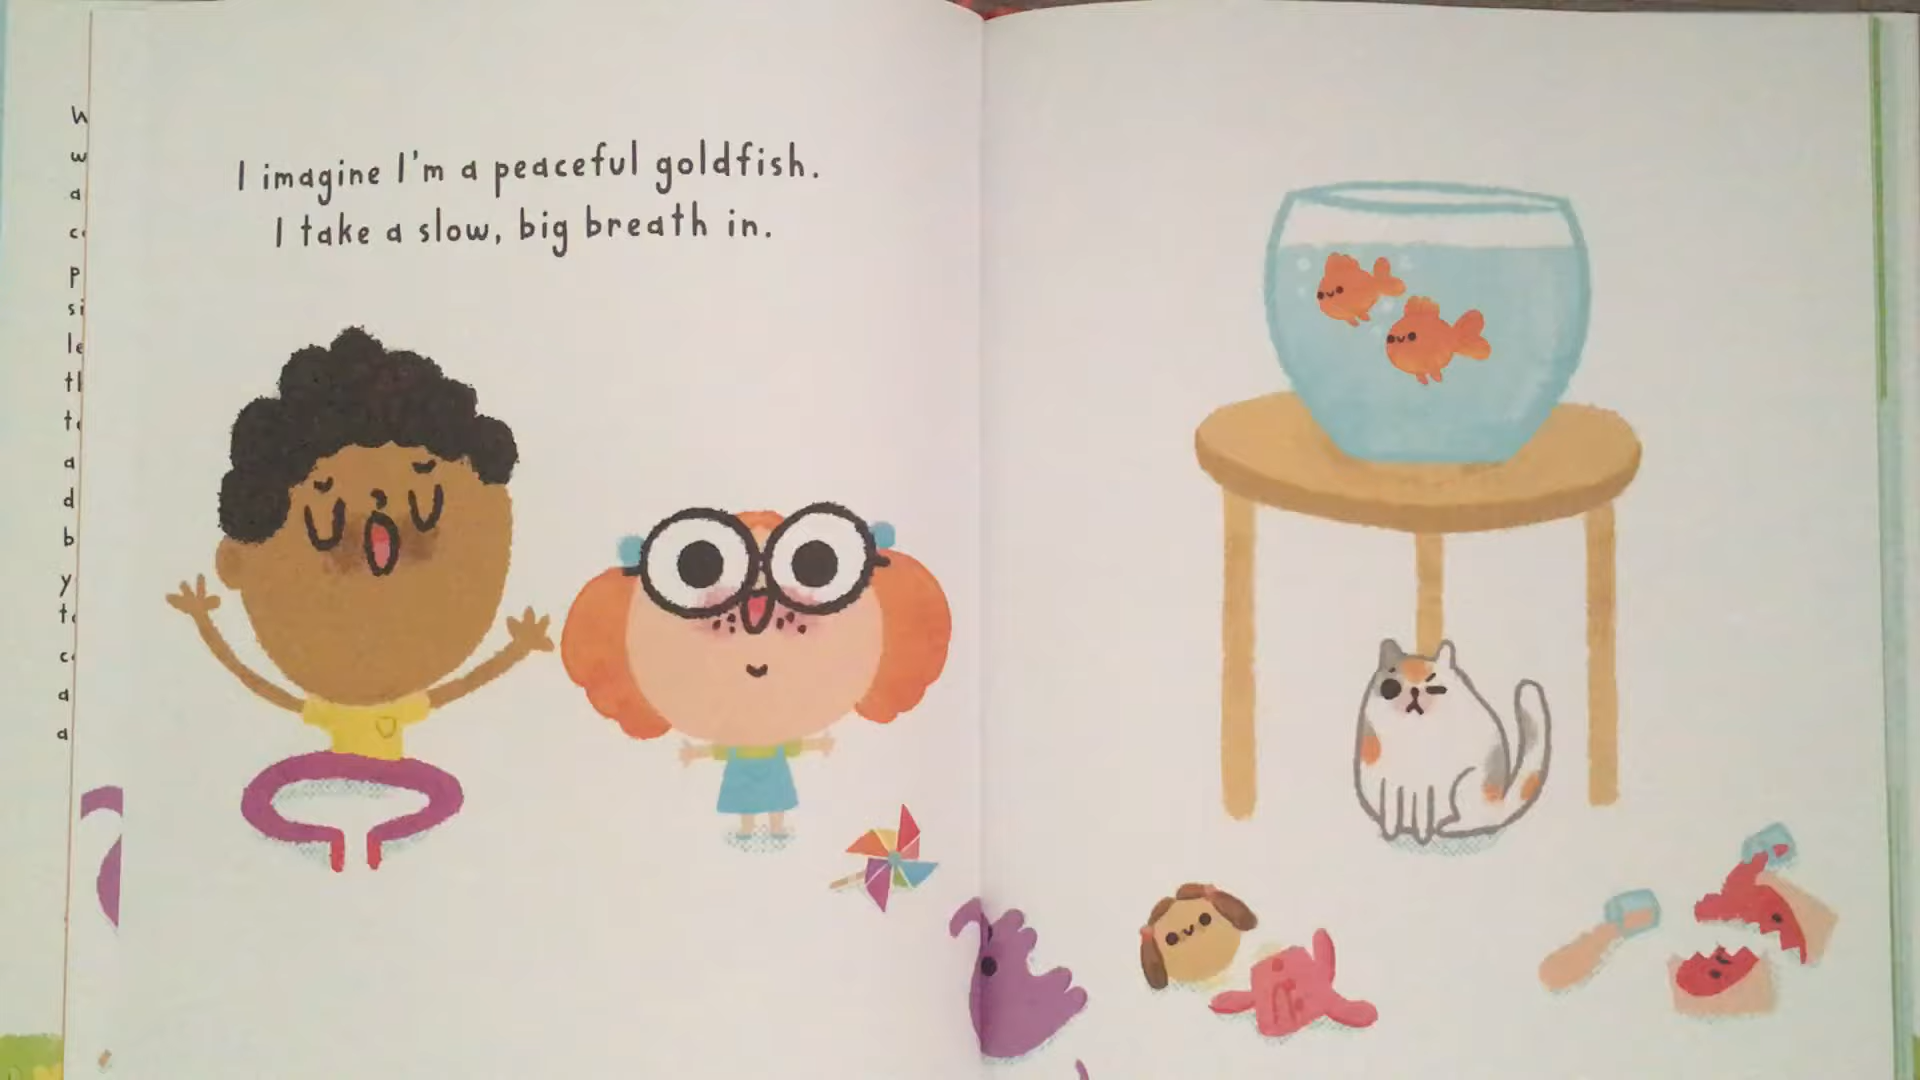 I imagine I'm a peaceful goldfish.
I take a slow, big breath in.